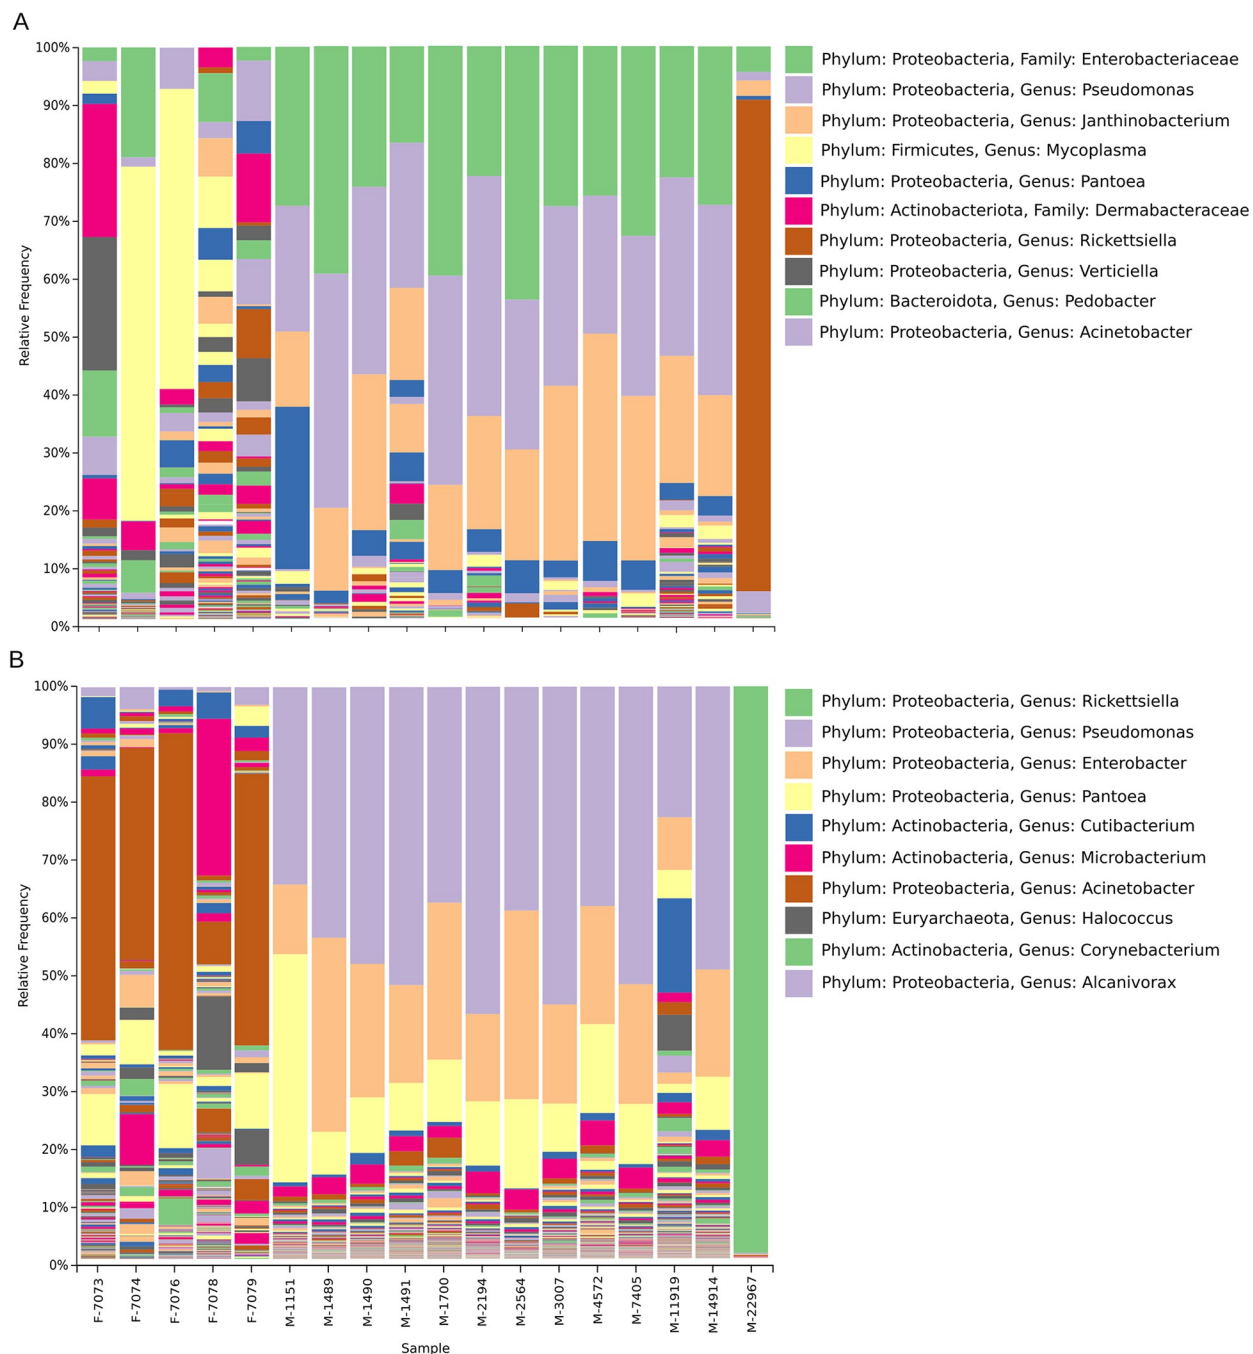 A
100%
90%
80%
70%
60%
50%
40%
30%
20%
10%
0%
Relative Frequency
Phylum: Proteobacteria, Family: Enterobacteriaceae
Phylum: Proteobacteria, Genus: Pseudomonas
Phylum: Proteobacteria, Genus: Janthinobacterium
Phylum: Firmicutes, Genus: Mycoplasma
Phylum: Proteobacteria, Genus: Pantoea
Phylum: Actinobacteriota, Family: Dermabacteraceae
Phylum: Proteobacteria, Genus: Rickettsiella
Phylum: Proteobacteria, Genus: Verticiella
Phylum: Bacteroidota, Genus: Pedobacter
Phylum: Proteobacteria, Genus: Acinetobacter
B
100%
90%
80%
70%
60%
50%
40%
30%
20%
10%
0%
Relative Frequency
Phylum: Proteobacteria, Genus: Rickettsiella
Phylum: Proteobacteria, Genus: Pseudomonas
Phylum: Proteobacteria, Genus: Enterobacter
Phylum: Proteobacteria, Genus: Pantoea
Phylum: Actinobacteria, Genus: Cutibacterium
Phylum: Actinobacteria, Genus: Microbacterium
Phylum: Proteobacteria, Genus: Acinetobacter
Phylum: Euryarchaeota, Genus: Halococcus
Phylum: Actinobacteria, Genus: Corynebacterium
Phylum: Proteobacteria, Genus: Alcanivorax
F-7073
F-7074
F-7076
F-7078
F-7079
M-1151
M-1489
M-1490
M-1491
M-1700
M-2194
M-2564
M-3007
M-4572
M-7405
M-11919
M-14914
M-22967
Sample